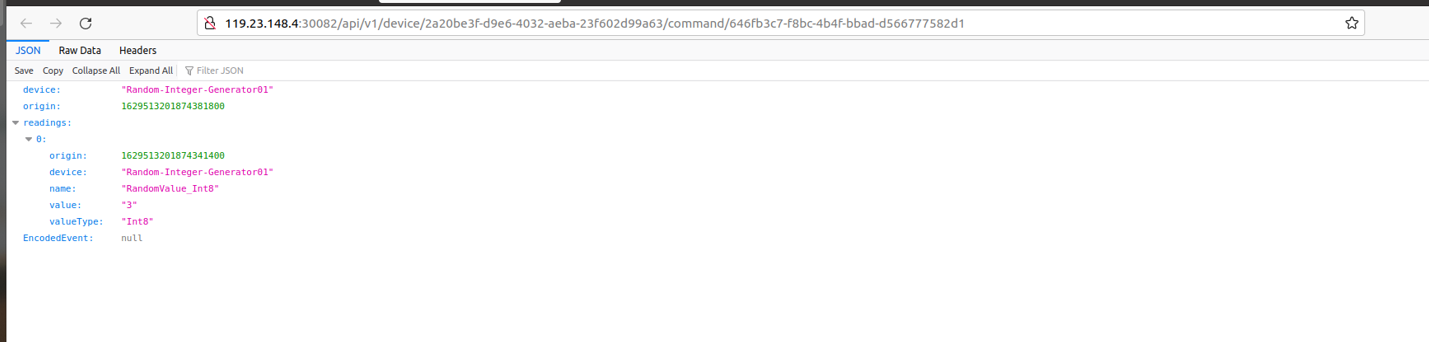 119.23.148.4:30082/api/v1/device/2a20be3f-d9e6-4032-aeba-23f602d99a63/command/646fb3c7-f8bc-4b4f-bbad-d566777582d1
JSON Raw Data Headers
Save Copy Collapse All Expand All Filter JSON
device: "Random-Integer-Generator01"
origin: 1629513201874381800
readings:
0:
origin: 1629513201874341400
device: "Random-Integer-Generator01"
name: "RandomValue_Int8"
value: "3"
valueType: "Int8"
EncodedEvent: null